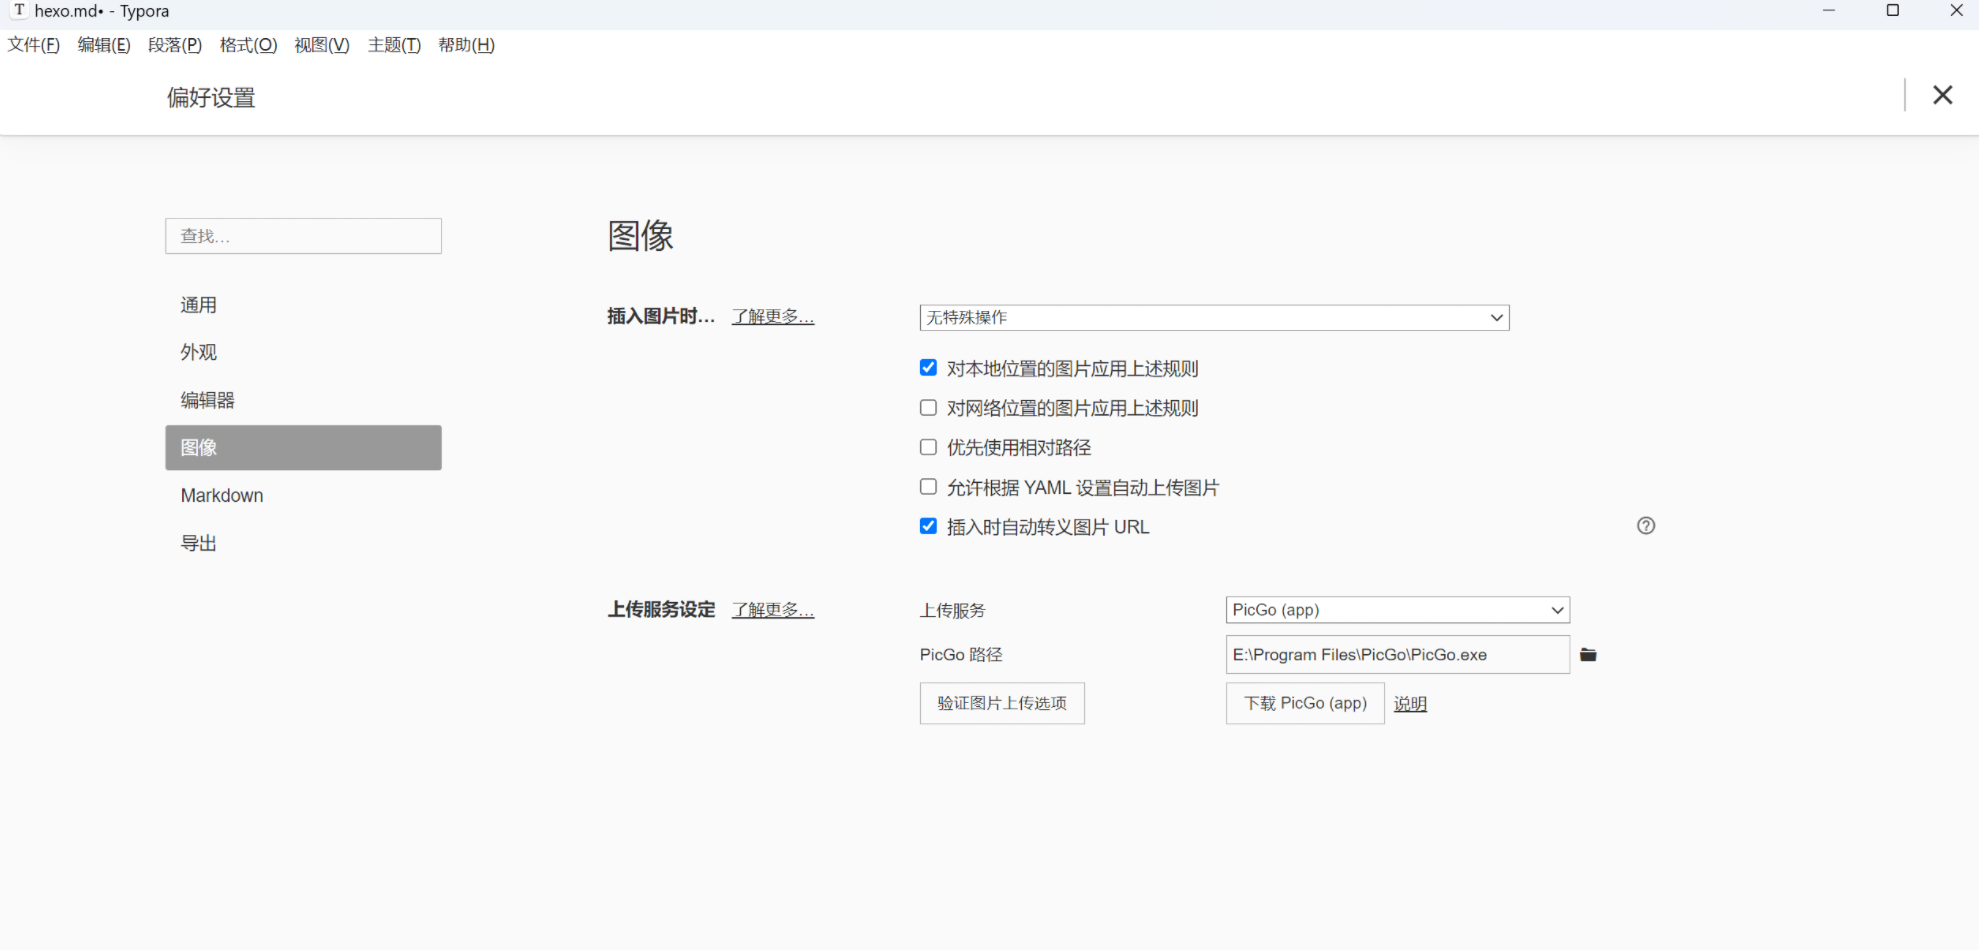 T hexo.md• - Typora
文件(F) 编辑(E) 段落(P) 格式(O) 视图(V) 主题(T) 帮助(H)
偏好设置
查找...
通用
外观
编辑器
图像
Markdown
导出
图像
插入图片时... 了解更多... 无特殊操作
对本地位置的图片应用上述规则
对网络位置的图片应用上述规则
优先使用相对路径
允许根据 YAML 设置自动上传图片
插入时自动转义图片 URL
上传服务设定 了解更多... 上传服务 PicGo (app)
PicGo 路径 E:\Program Files\PicGo\PicGo.exe
验证图片上传选项 下载 PicGo (app) 说明